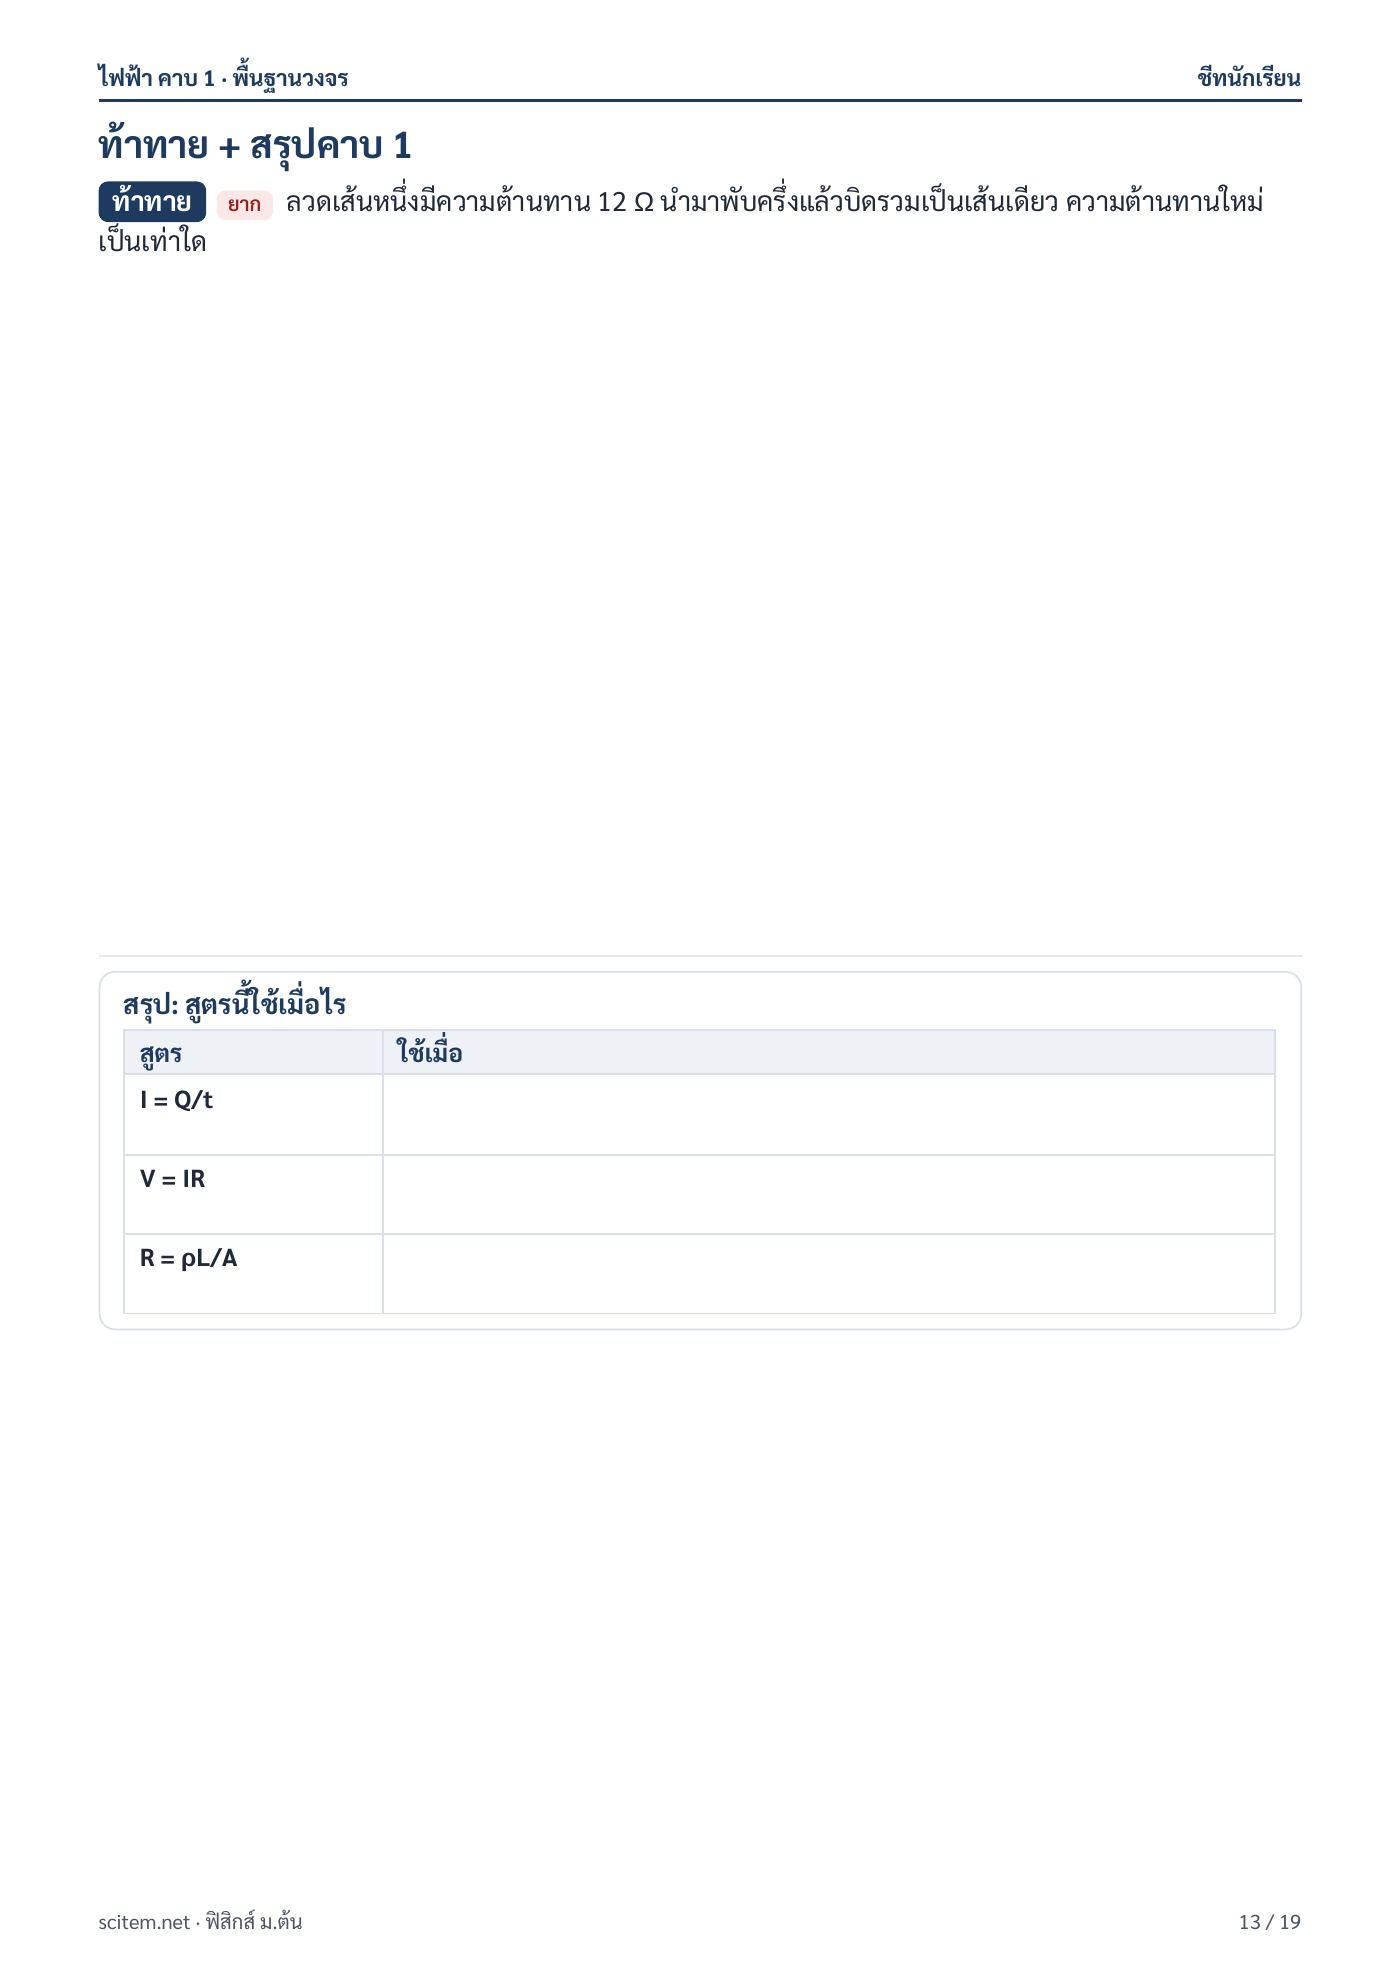 ไฟฟ้า คาบ 1 · พื้นฐานวงจร
ชีทนักเรียน
ท้าทาย + สรุปคาบ 1
ท้าทาย ยาก ลวดเส้นหนึ่งมีความต้านทาน 12 Ω นำมาพับครึ่งแล้วบิดรวมเป็นเส้นเดียว ความต้านทานใหม่
เป็นเท่าใด
สรุป: สูตรนี้ใช้เมื่อไร
สูตร ใช้เมื่อ
I = Q/t
V = IR
R = ρL/A
scitem.net · ฟิสิกส์ ม.ต้น
13 / 19